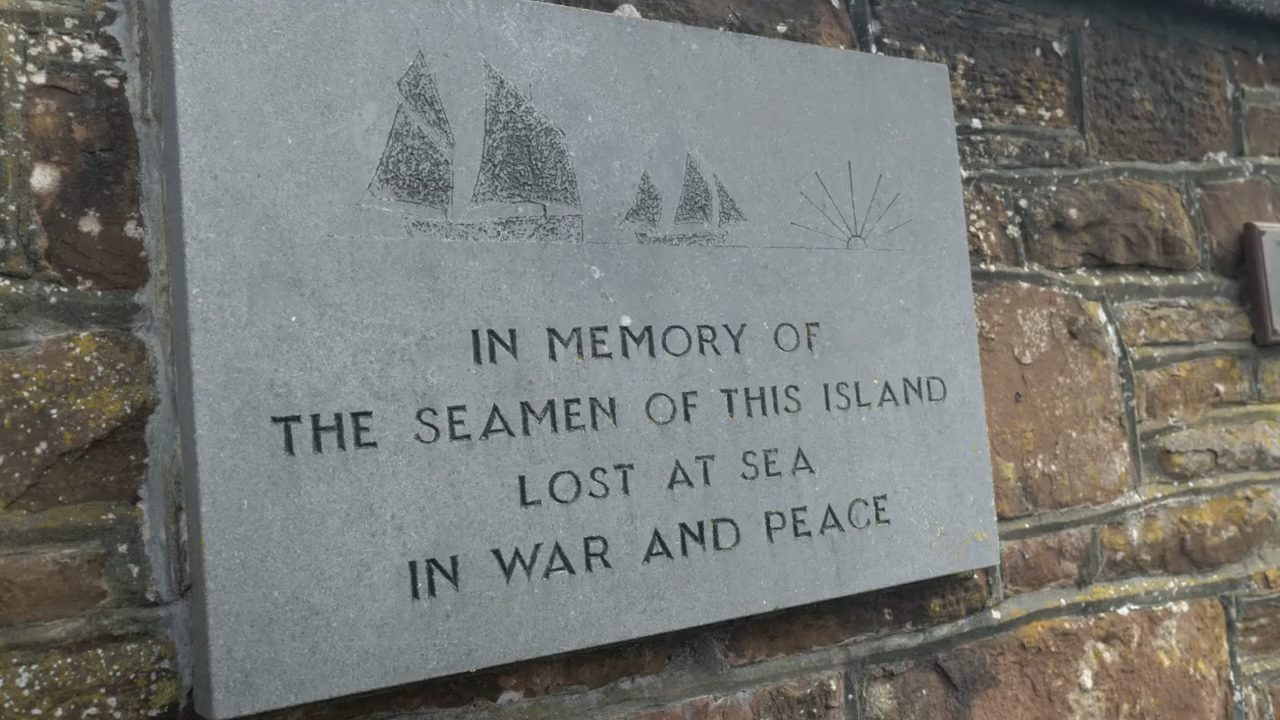 IN MEMORY OF
THE SEAMEN OF THIS ISLAND
LOST AT SEA
IN WAR AND PEACE